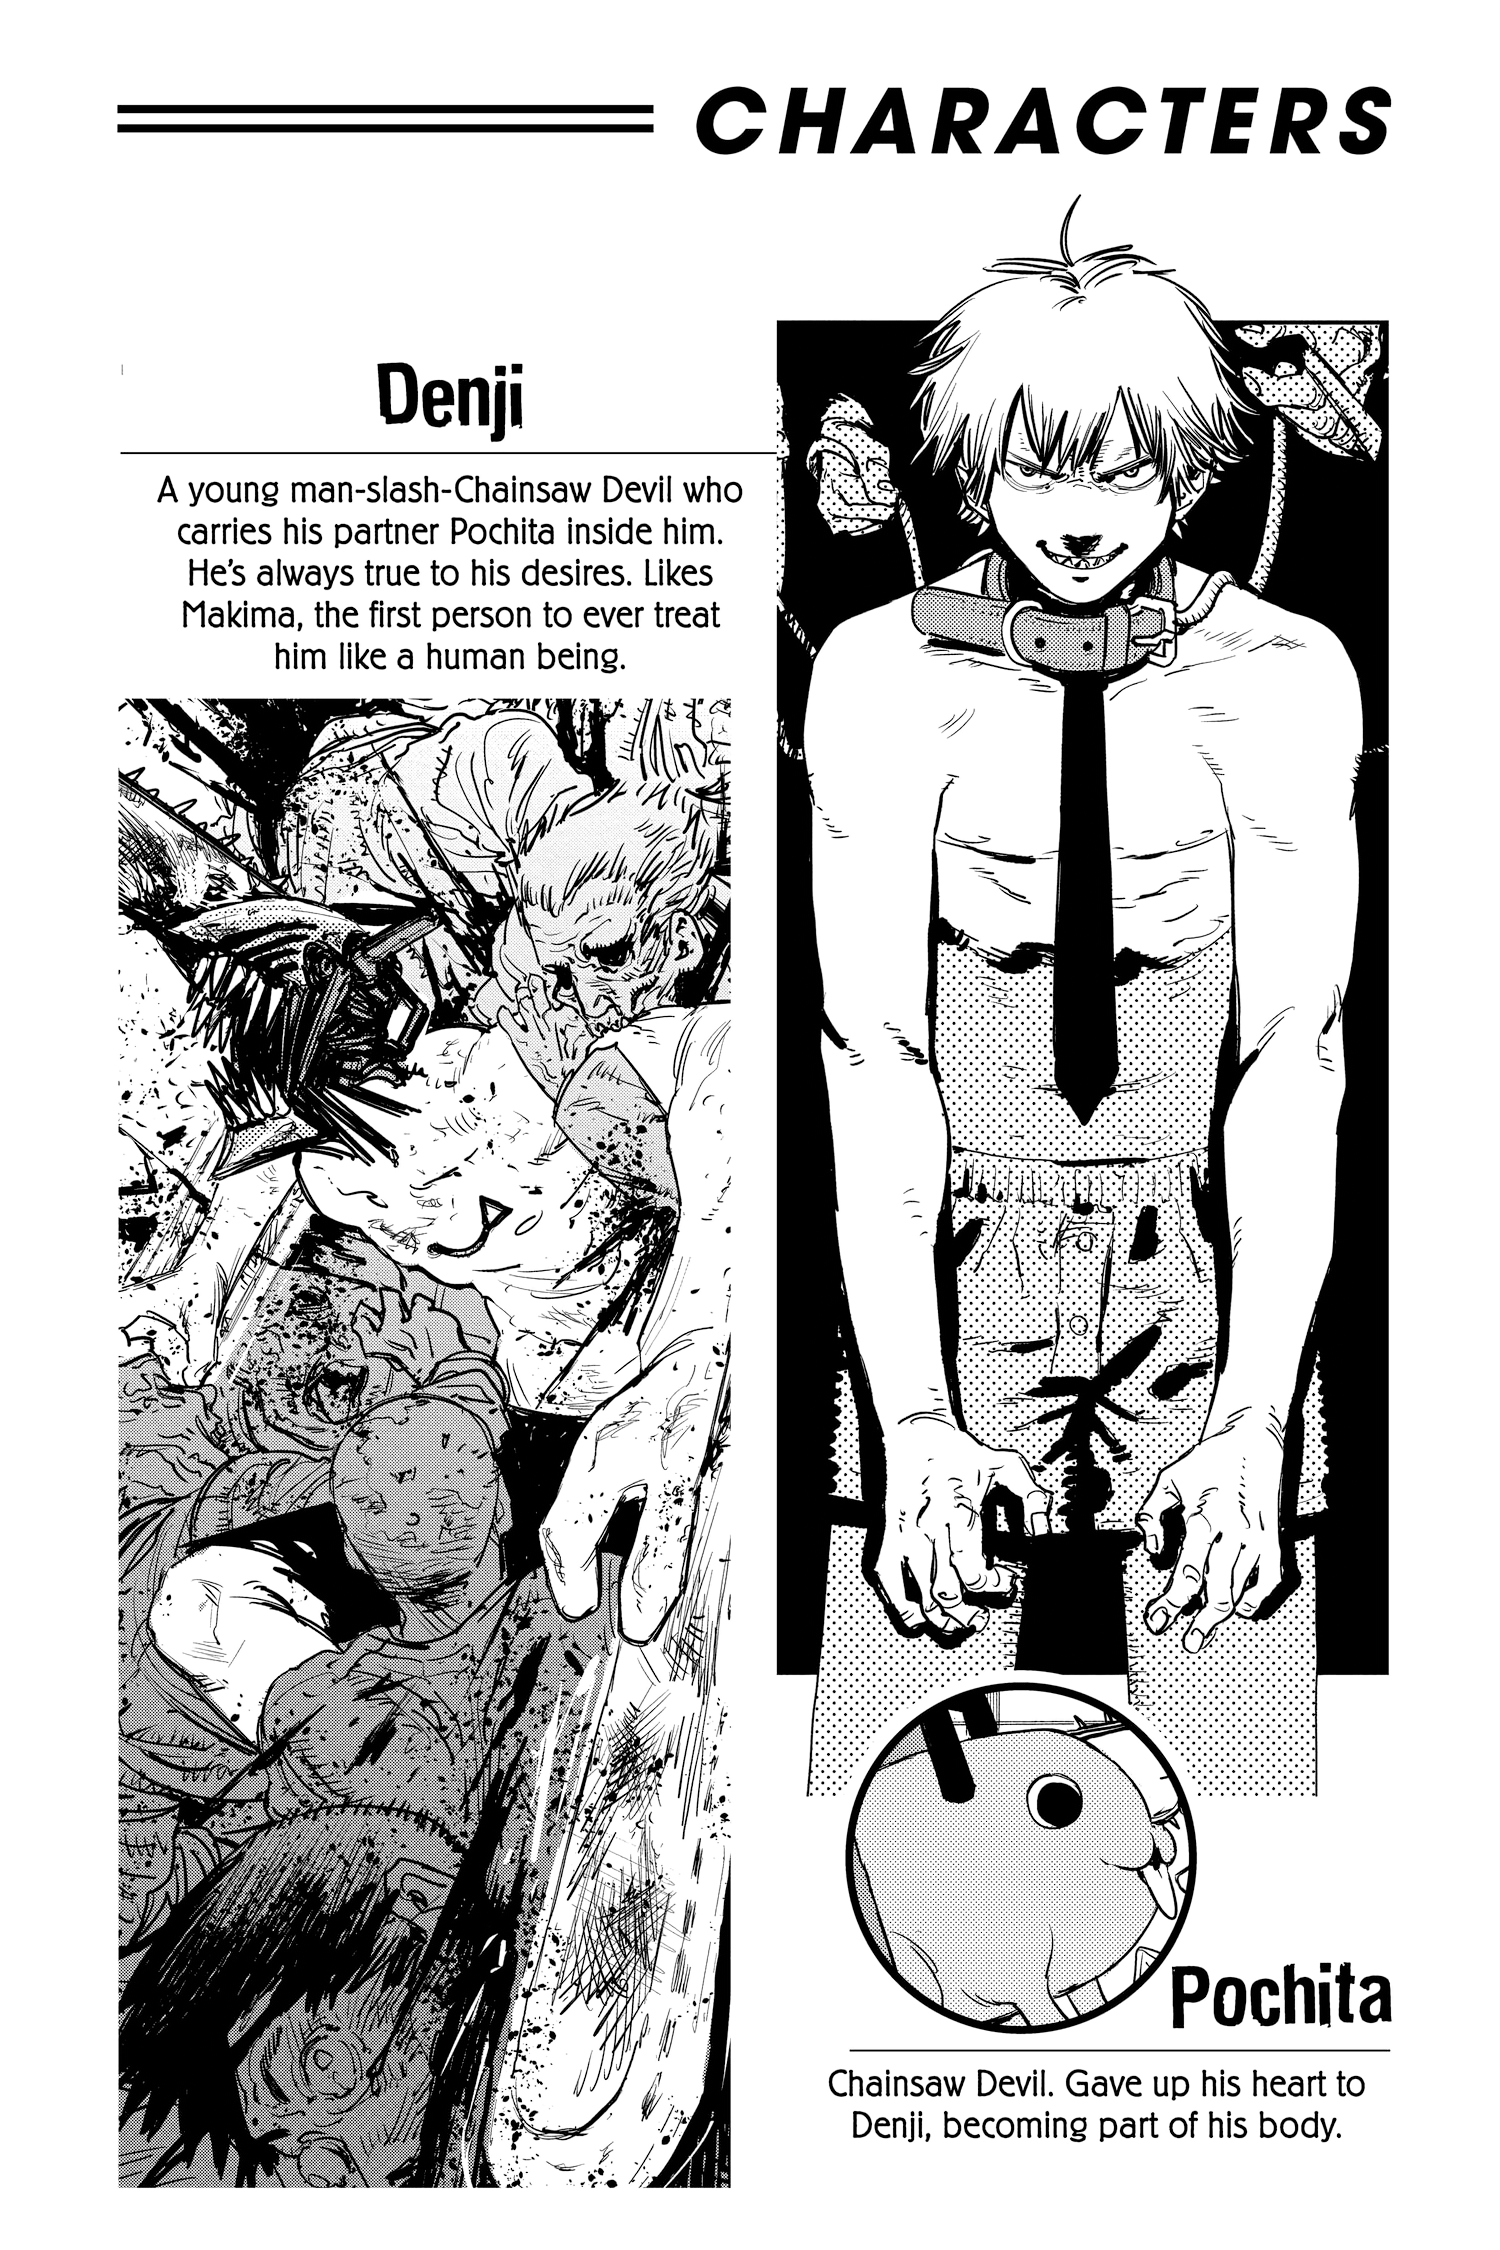 CHARACTERS
Denji
A young man-slash-Chainsaw Devil who
carries his partner Pochita inside him.
He’s always true to his desires. Likes
Makima, the first person to ever treat
him like a human being.
Pochita
Chainsaw Devil. Gave up his heart to
Denji, becoming part of his body.